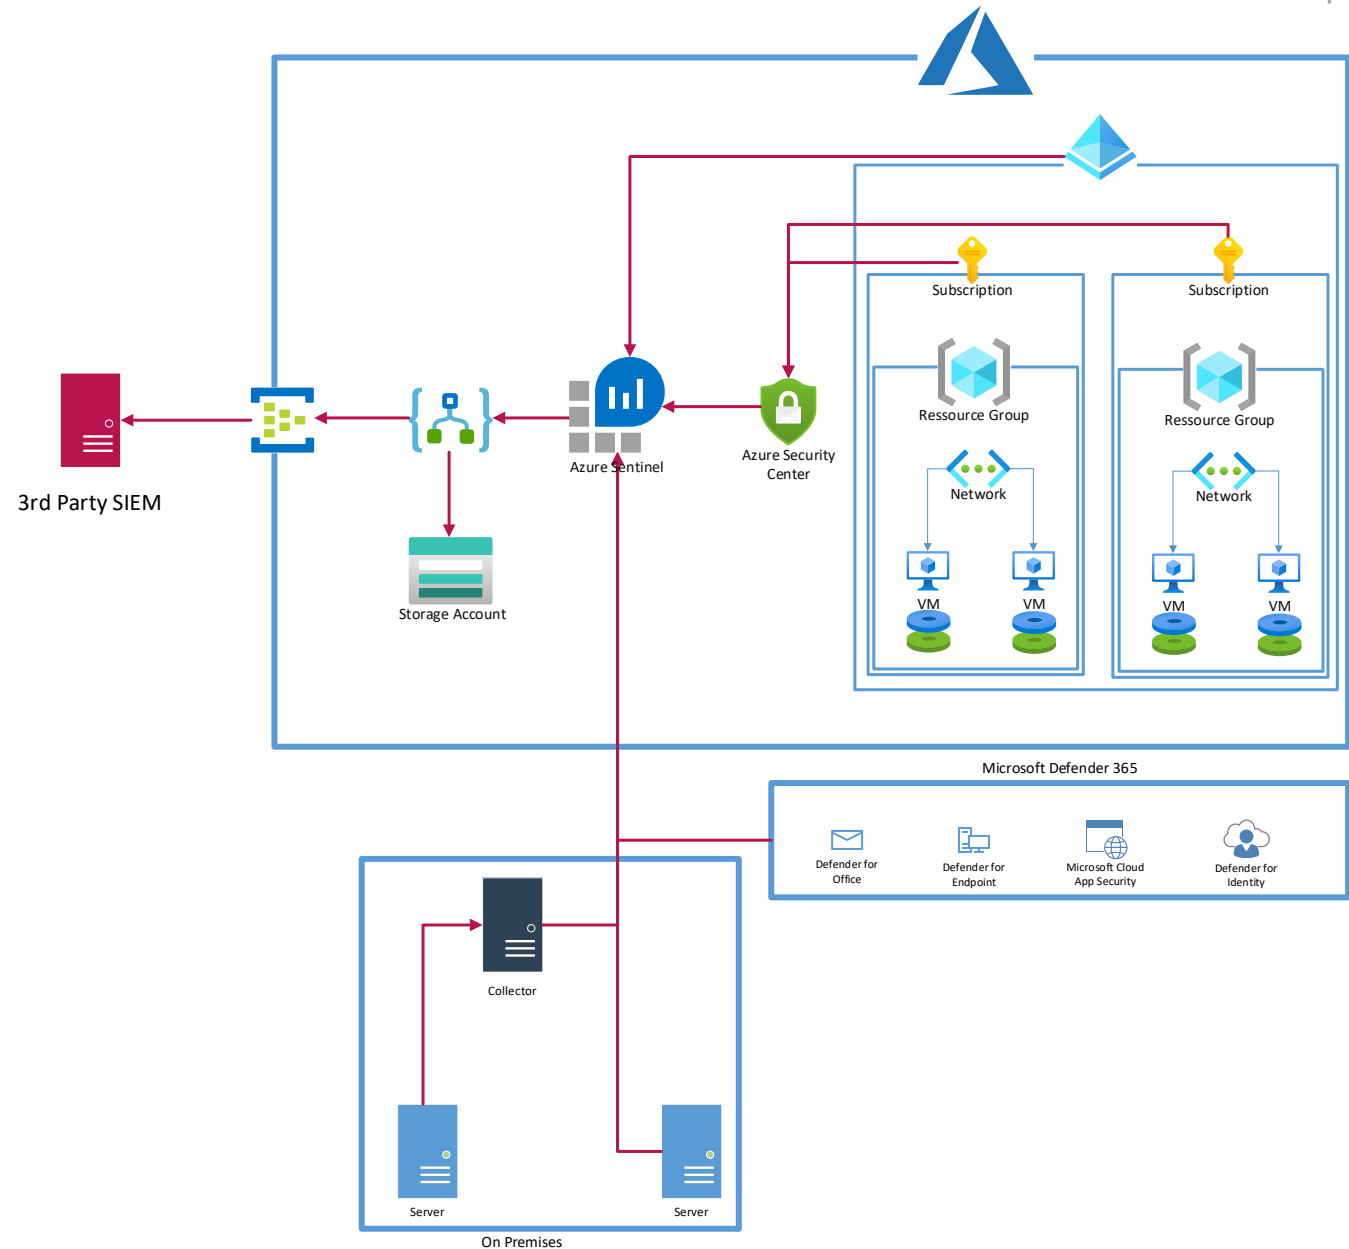 Subscription
Subscription
Ressource Group
Ressource Group
Azure Sentinel
Azure Security
Center
Network
Network
3rd Party SIEM
VM
VM
VM
VM
Storage Account
Microsoft Defender 365
Defender for
Office
Defender for
Endpoint
Microsoft Cloud
App Security
Defender for
Identity
Collector
Server
Server
On Premises